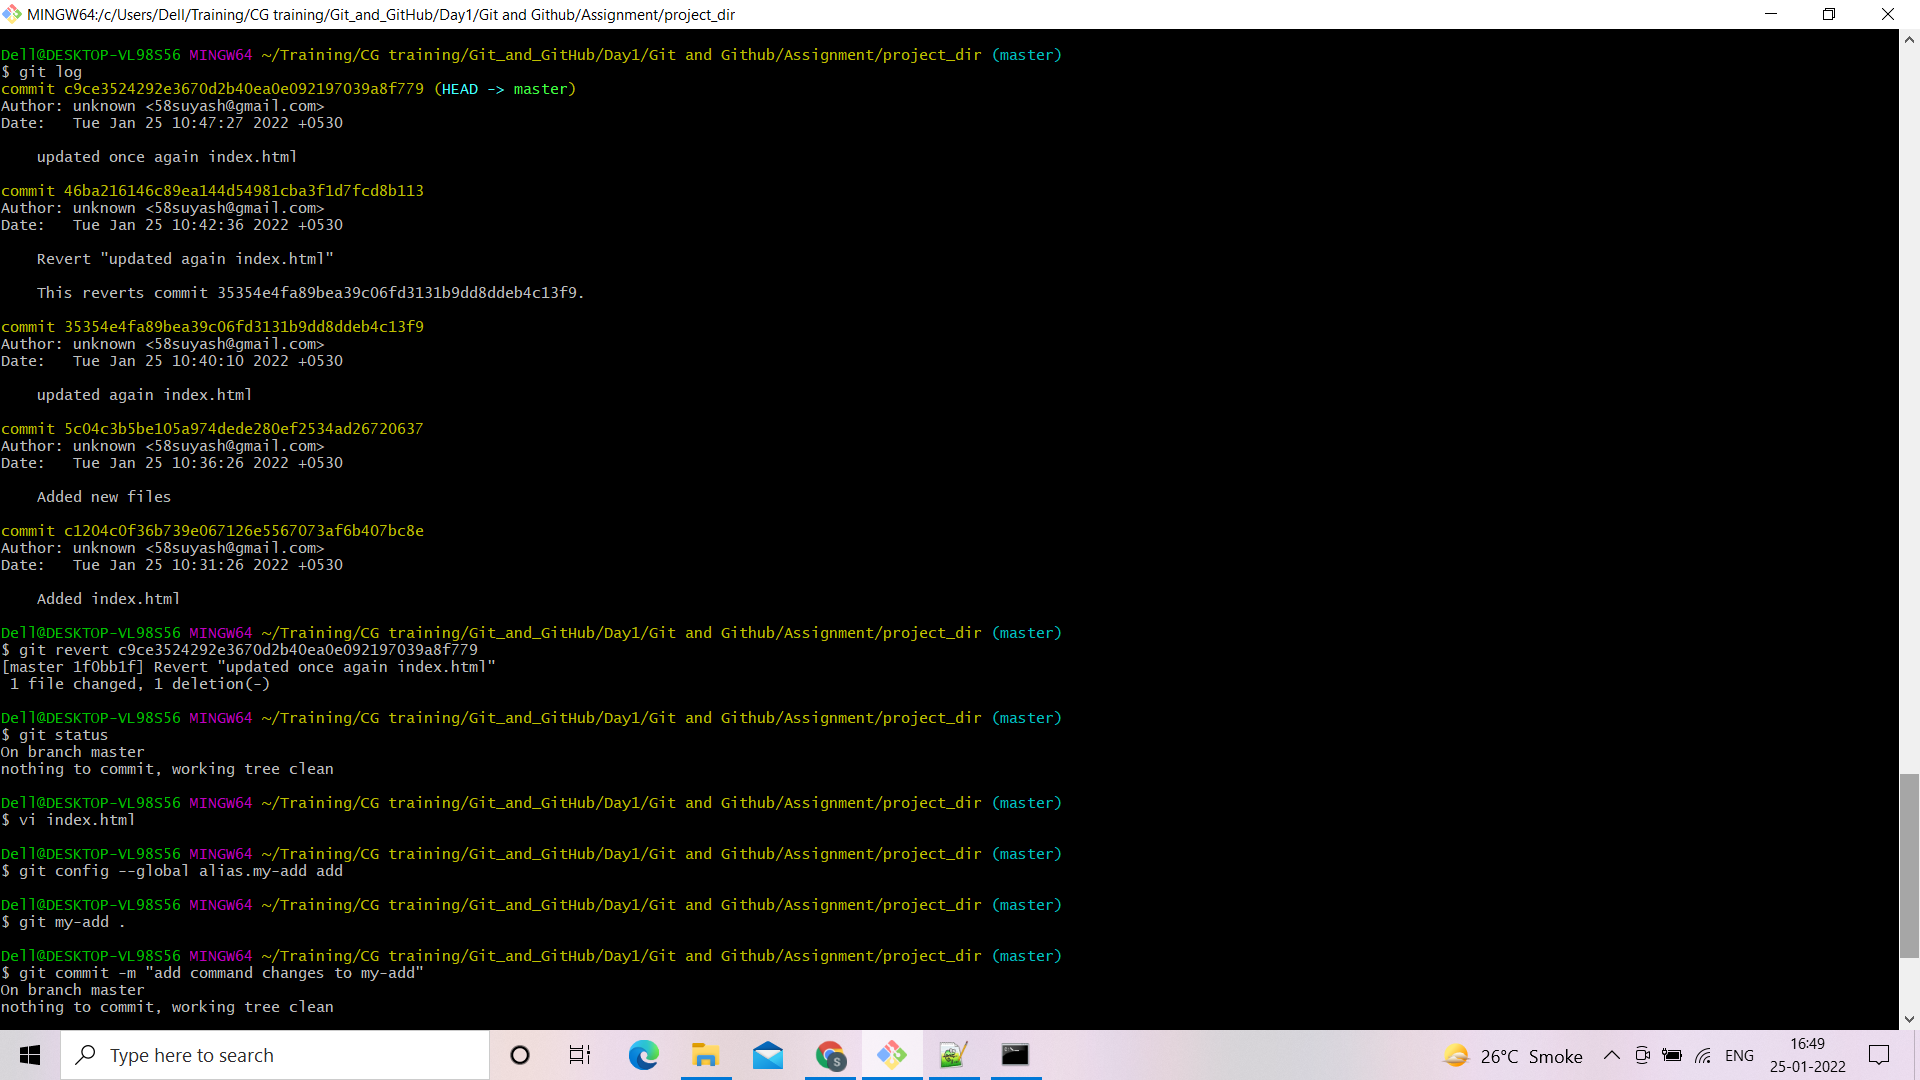 MINGW64:/c/Users/Dell/Training/CG training/Git_and_GitHub/Day1/Git and Github/Assignment/project_dir
Dell@DESKTOP-VL98S56 MINGW64 ~/Training/CG training/Git_and_GitHub/Day1/Git and Github/Assignment/project_dir (master)
$ git log
commit c9ce3524292e3670d2b40ea0e092197039a8f779 (HEAD -> master)
Author: unknown <58suyash@gmail.com>
Date:   Tue Jan 25 10:47:27 2022 +0530
    updated once again index.html
commit 46ba216146c89ea144d54981cba3f1d7fcd8b113
Author: unknown <58suyash@gmail.com>
Date:   Tue Jan 25 10:42:36 2022 +0530
    Revert "updated again index.html"
    This reverts commit 35354e4fa89bea39c06fd3131b9dd8ddeb4c13f9.
commit 35354e4fa89bea39c06fd3131b9dd8ddeb4c13f9
Author: unknown <58suyash@gmail.com>
Date:   Tue Jan 25 10:40:10 2022 +0530
    updated again index.html
commit 5c04c3b5be105a974dede280ef2534ad26720637
Author: unknown <58suyash@gmail.com>
Date:   Tue Jan 25 10:36:26 2022 +0530
    Added new files
commit c1204c0f36b739e067126e5567073af6b407bc8e
Author: unknown <58suyash@gmail.com>
Date:   Tue Jan 25 10:31:26 2022 +0530
    Added index.html
Dell@DESKTOP-VL98S56 MINGW64 ~/Training/CG training/Git_and_GitHub/Day1/Git and Github/Assignment/project_dir (master)
$ git revert c9ce3524292e3670d2b40ea0e092197039a8f779
[master 1f0bb1f] Revert "updated once again index.html"
 1 file changed, 1 deletion(-)
Dell@DESKTOP-VL98S56 MINGW64 ~/Training/CG training/Git_and_GitHub/Day1/Git and Github/Assignment/project_dir (master)
$ git status
On branch master
nothing to commit, working tree clean
Dell@DESKTOP-VL98S56 MINGW64 ~/Training/CG training/Git_and_GitHub/Day1/Git and Github/Assignment/project_dir (master)
$ vi index.html
Dell@DESKTOP-VL98S56 MINGW64 ~/Training/CG training/Git_and_GitHub/Day1/Git and Github/Assignment/project_dir (master)
$ git config --global alias.my-add add
Dell@DESKTOP-VL98S56 MINGW64 ~/Training/CG training/Git_and_GitHub/Day1/Git and Github/Assignment/project_dir (master)
$ git my-add .
Dell@DESKTOP-VL98S56 MINGW64 ~/Training/CG training/Git_and_GitHub/Day1/Git and Github/Assignment/project_dir (master)
$ git commit -m "add command changes to my-add"
On branch master
nothing to commit, working tree clean
Type here to search
S
26°C Smoke
ENG
16:49
25-01-2022